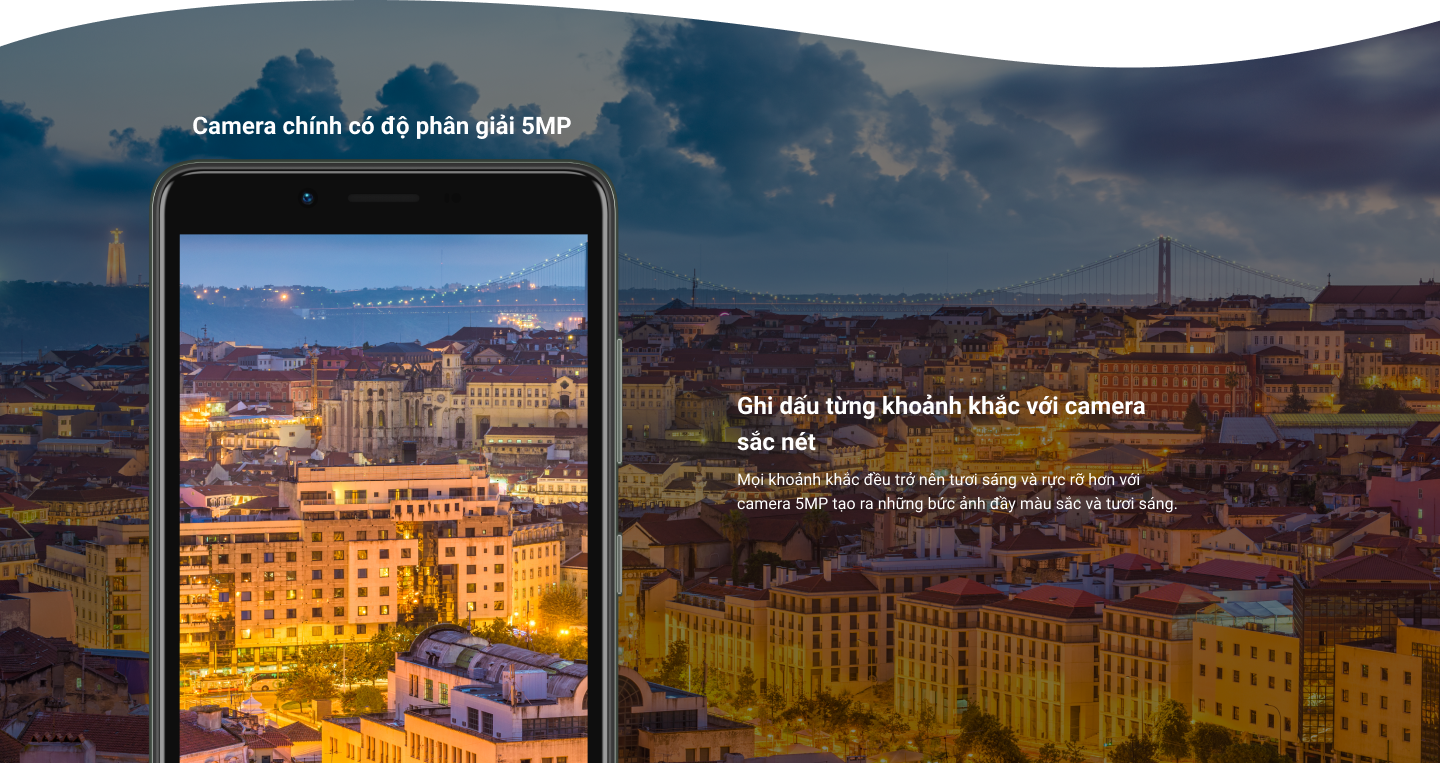 Camera chính có độ phân giải 5MP
Ghi dấu từng khoảnh khắc với camera
sắc nét
Mọi khoảnh khắc đều trở nên tươi sáng và rực rỡ hơn với
camera 5MP tạo ra những bức ảnh đầy màu sắc và tươi sáng.